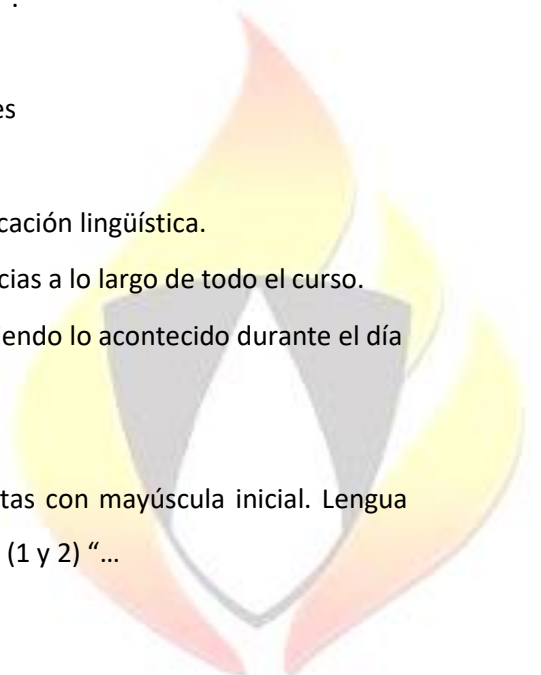 .
es
cación lingüística.
cias a lo largo de todo el curso.
endo lo acontecido durante el día
tas con mayúscula inicial. Lengua
(1 y 2) “…